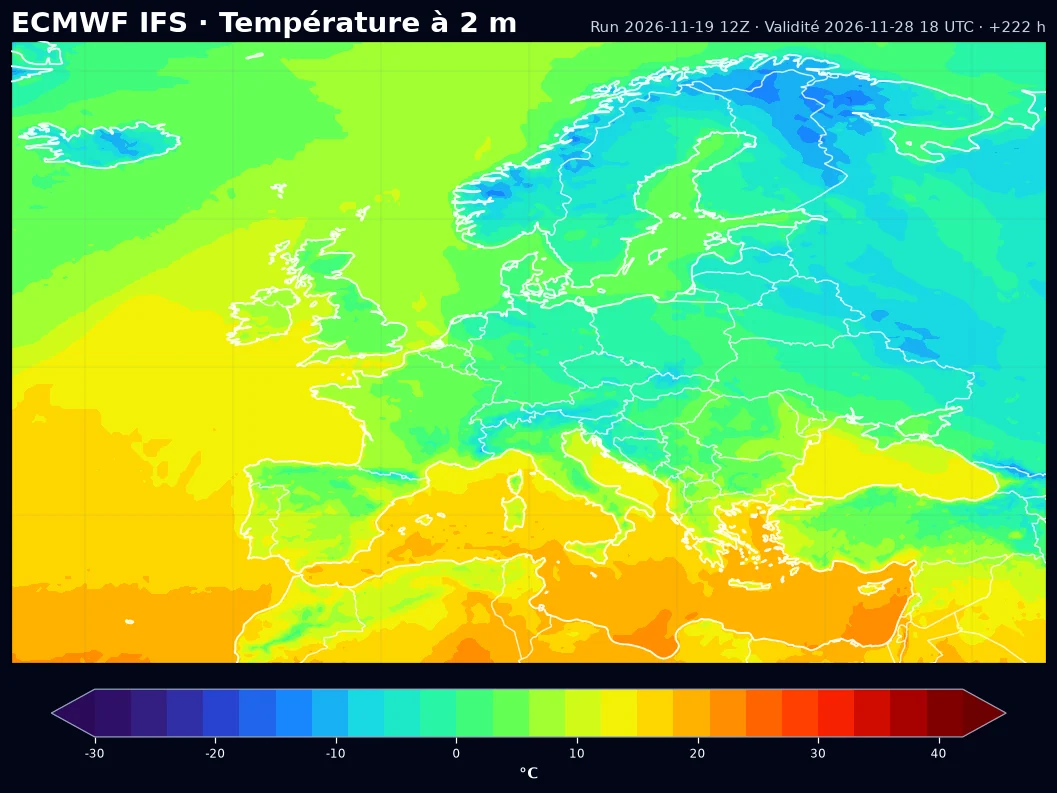 ECMWF IFS · Température à 2 m
Run 2026-11-19 12Z · Validité 2026-11-28 18 UTC · +222 h
-30 -20 -10 0 10 20 30 40
°C